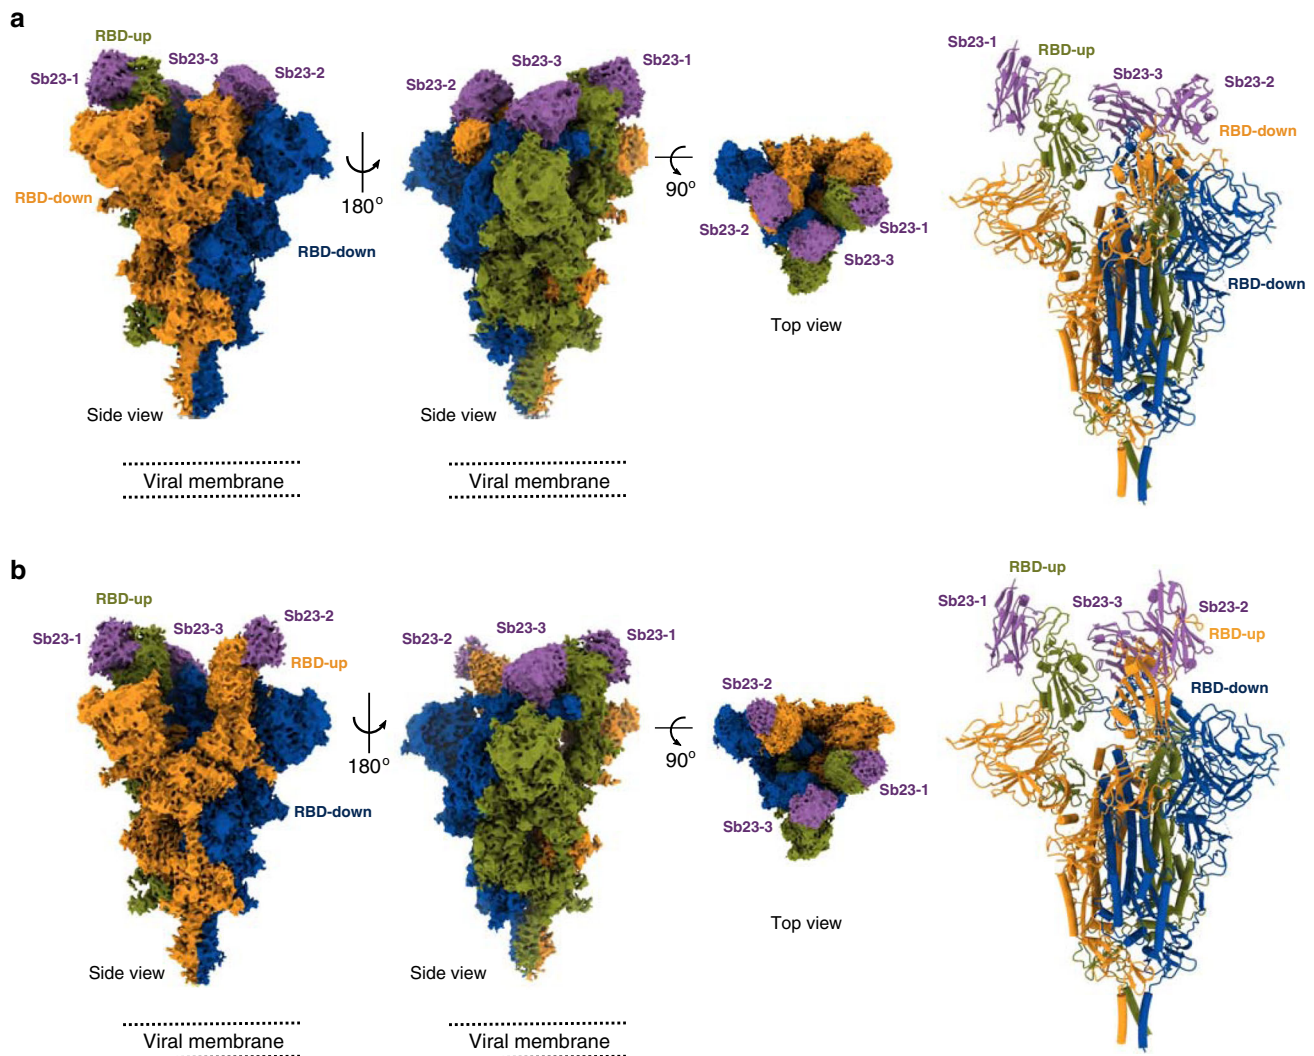 a
RBD-up
Sb23-1
Sb23-3
Sb23-2
RBD-down
RBD-down
Side view
Viral membrane
180°
Sb23-2
Sb23-3
Sb23-1
Side view
Viral membrane
90°
Sb23-2
Sb23-1
Sb23-3
Top view
Sb23-1
RBD-up
Sb23-3
Sb23-2
RBD-down
RBD-down
b
RBD-up
Sb23-1
Sb23-3
Sb23-2
RBD-up
RBD-down
Side view
Viral membrane
180°
Sb23-2
Sb23-3
Sb23-1
Side view
Viral membrane
90°
Sb23-2
Sb23-1
Sb23-3
Top view
RBD-up
Sb23-1
Sb23-3
Sb23-2
RBD-up
RBD-down